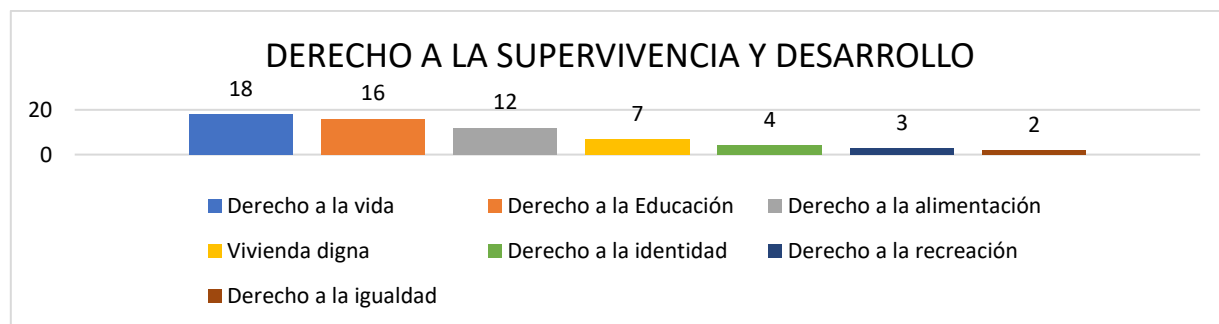 DERECHO A LA SUPERVIVENCIA Y DESARROLLO
18 16 12 7 4 3 2
20
0
Derecho a la vida Derecho a la Educación Derecho a la alimentación
Vivienda digna Derecho a la identidad Derecho a la recreación
Derecho a la igualdad